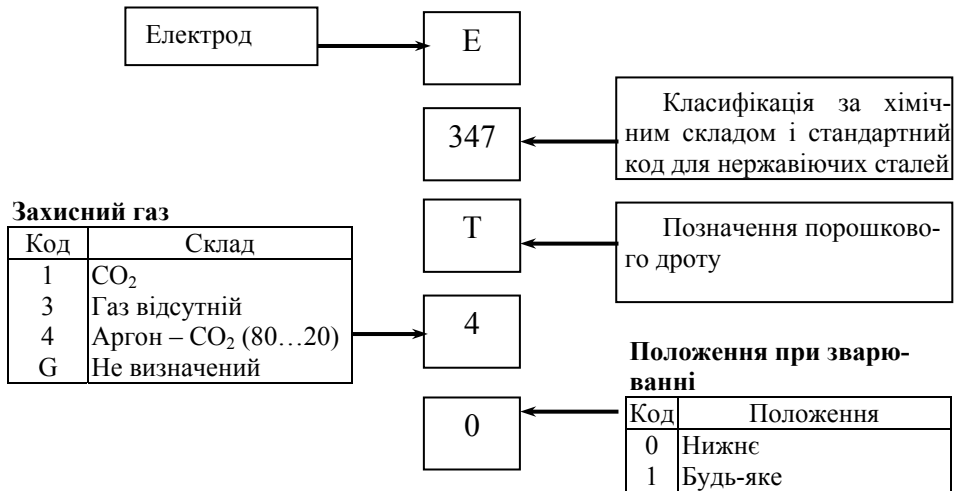 Електрод
E
347
Класифікація за хіміч-
ним складом і стандартний
код для нержавіючих сталей
Захисний газ
Код Склад
1 CO₂
3 Газ відсутній
4 Аргон – CO₂ (80…20)
G Не визначений
T
Позначення порошково-
го дроту
4
Положення при зварю-
ванні
Код Положення
0 Нижнє
1 Будь-яке
0